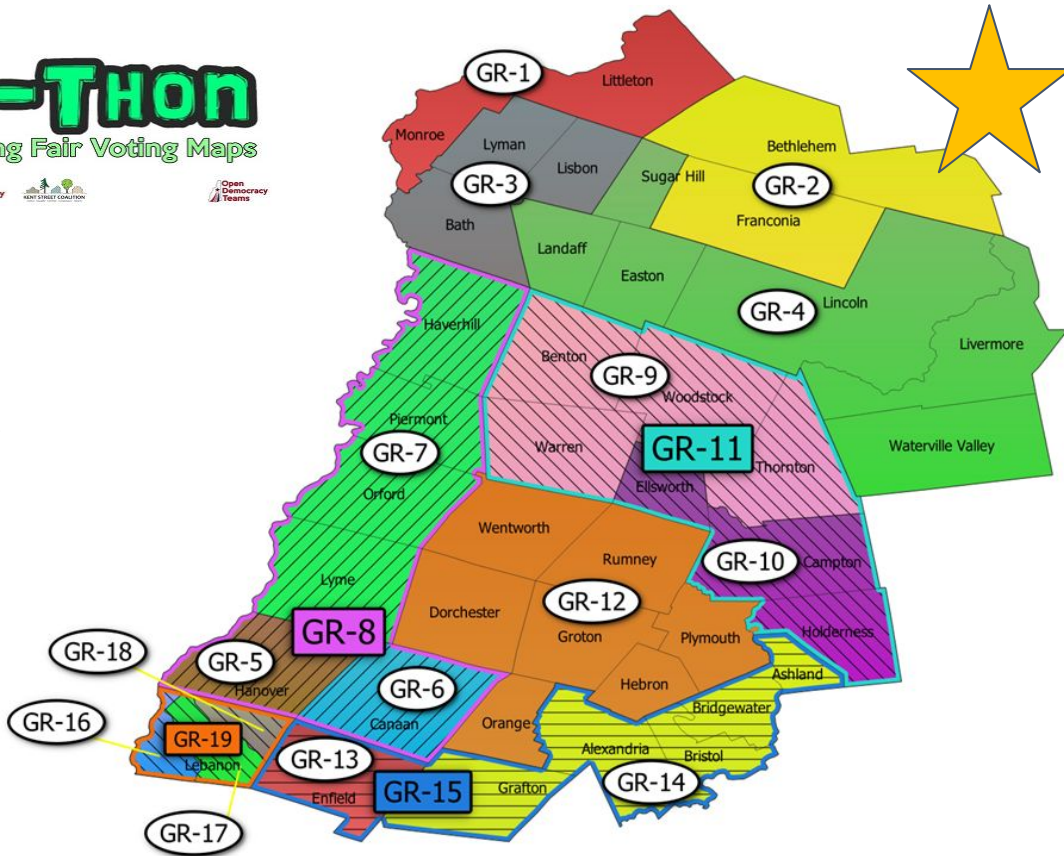 -THON
ng Fair Voting Maps
KENT STREET COALITION
Open
Democracy
Teams
GR-1
Littleton
Monroe
Lyman
Bethlehem
Lisbon
Sugar Hill
GR-3
GR-2
Bath
Franconia
Landaff
Easton
Lincoln
GR-4
Haverhill
Livermore
Benton
GR-9
Woodstock
Piermont
Warren
GR-11
Waterville Valley
GR-7
Thornton
Orford
Ellsworth
Wentworth
Rumney
GR-10
Campton
Lyme
GR-12
Dorchester
GR-8
Groton
Plymouth
Holderness
GR-18
GR-5
Hanover
GR-6
Hebron
Ashland
GR-16
Canaan
Orange
Bridgewater
GR-19
Lebanon
GR-13
Alexandria
Bristol
Enfield
GR-15
Grafton
GR-14
GR-17